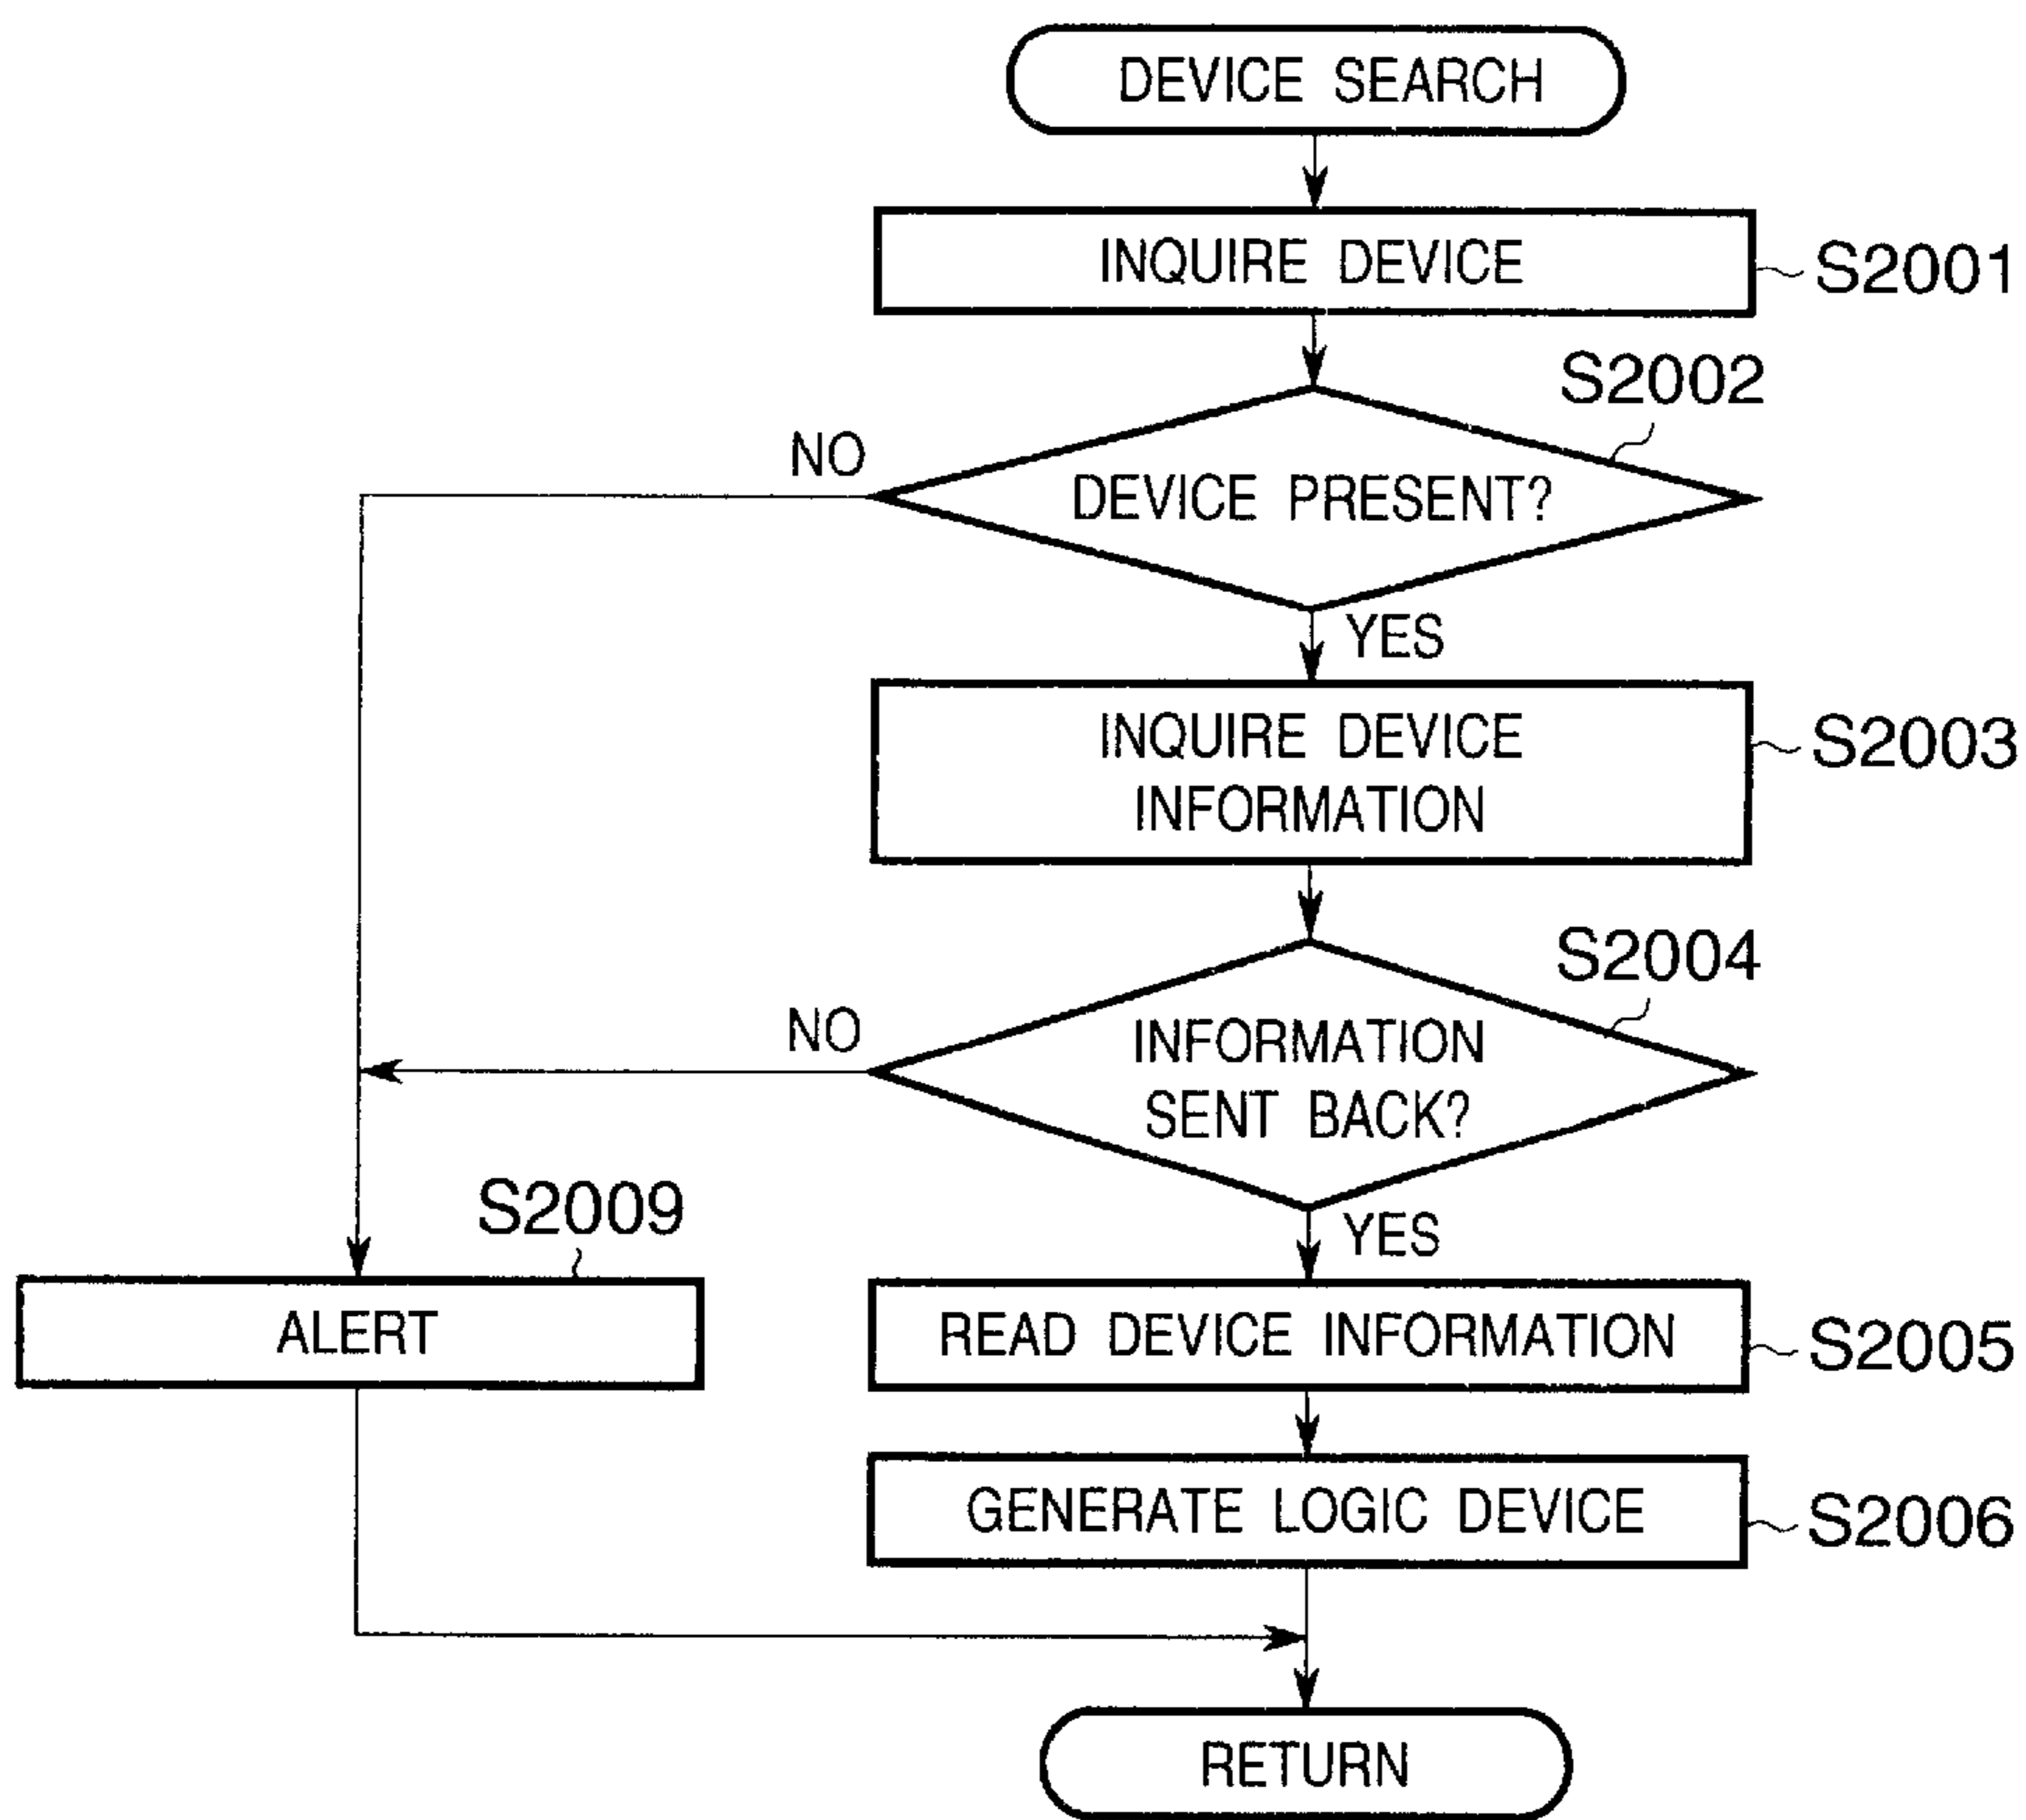 DEVICE SEARCH
INQUIRE DEVICE
S2001
S2002
NO
DEVICE PRESENT?
YES
INQUIRE DEVICE
INFORMATION
S2003
S2004
NO
INFORMATION
SENT BACK?
YES
S2009
ALERT
READ DEVICE INFORMATION
S2005
GENERATE LOGIC DEVICE
S2006
RETURN